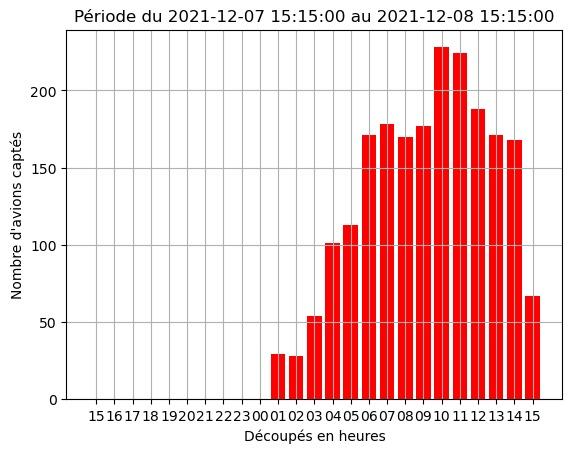 Période du 2021-12-07 15:15:00 au 2021-12-08 15:15:00
Nombre d'avions captés
200
150
100
50
0
15 16 17 18 19 20 21 22 23 00 01 02 03 04 05 06 07 08 09 10 11 12 13 14 15
Découpés en heures